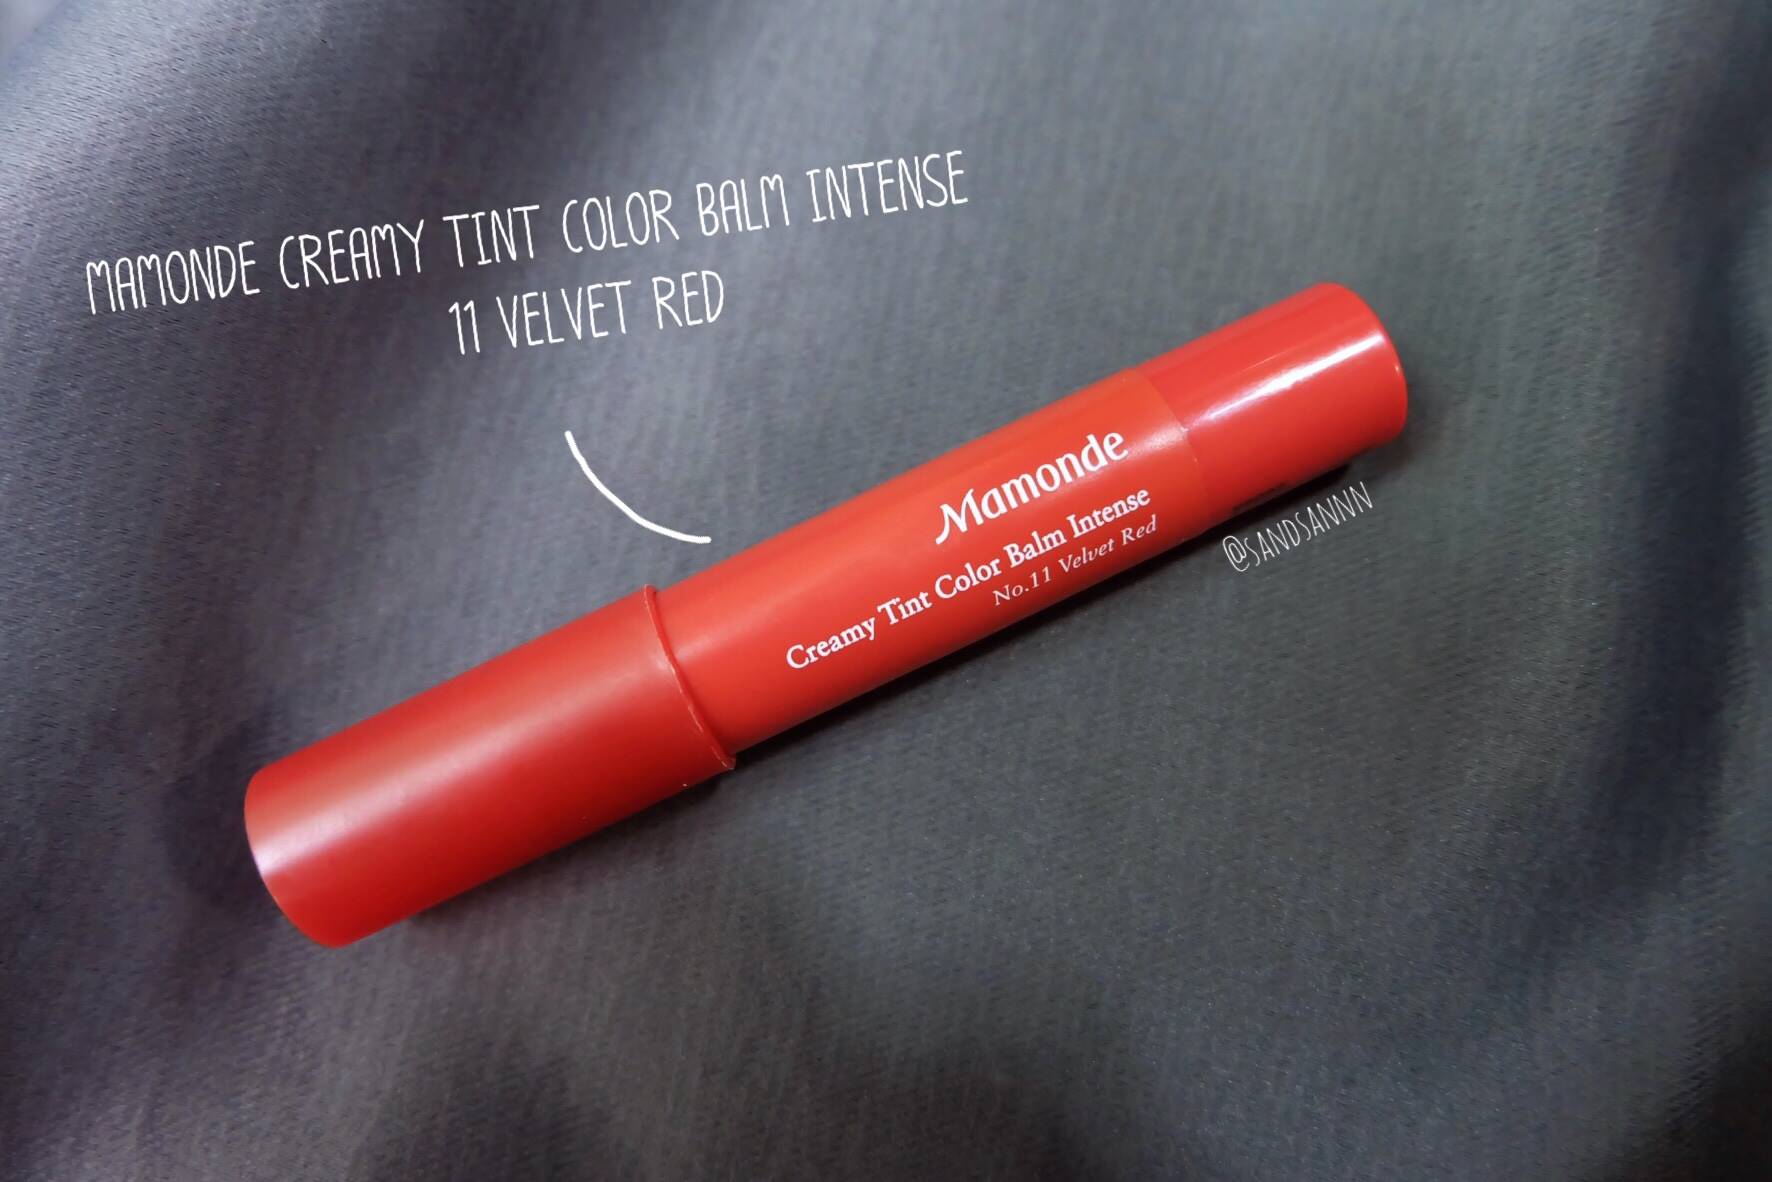 MAMONDE CREAMY TINT COLOR BALM INTENSE
11 VELVET RED
Mamonde
Creamy Tint Color Balm Intense
No.11 Velvet Red
@SANDSANNN